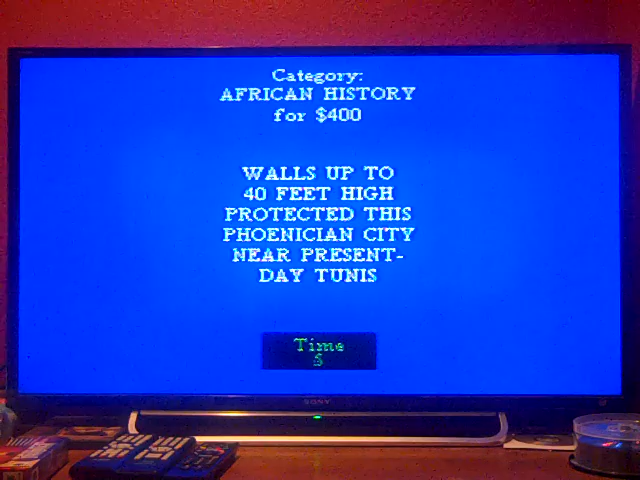 Category:
AFRICAN HISTORY
for $400
WALLS UP TO
40 FEET HIGH
PROTECTED THIS
PHOENICIAN CITY
NEAR PRESENT-
DAY TUNIS
Time
SONY